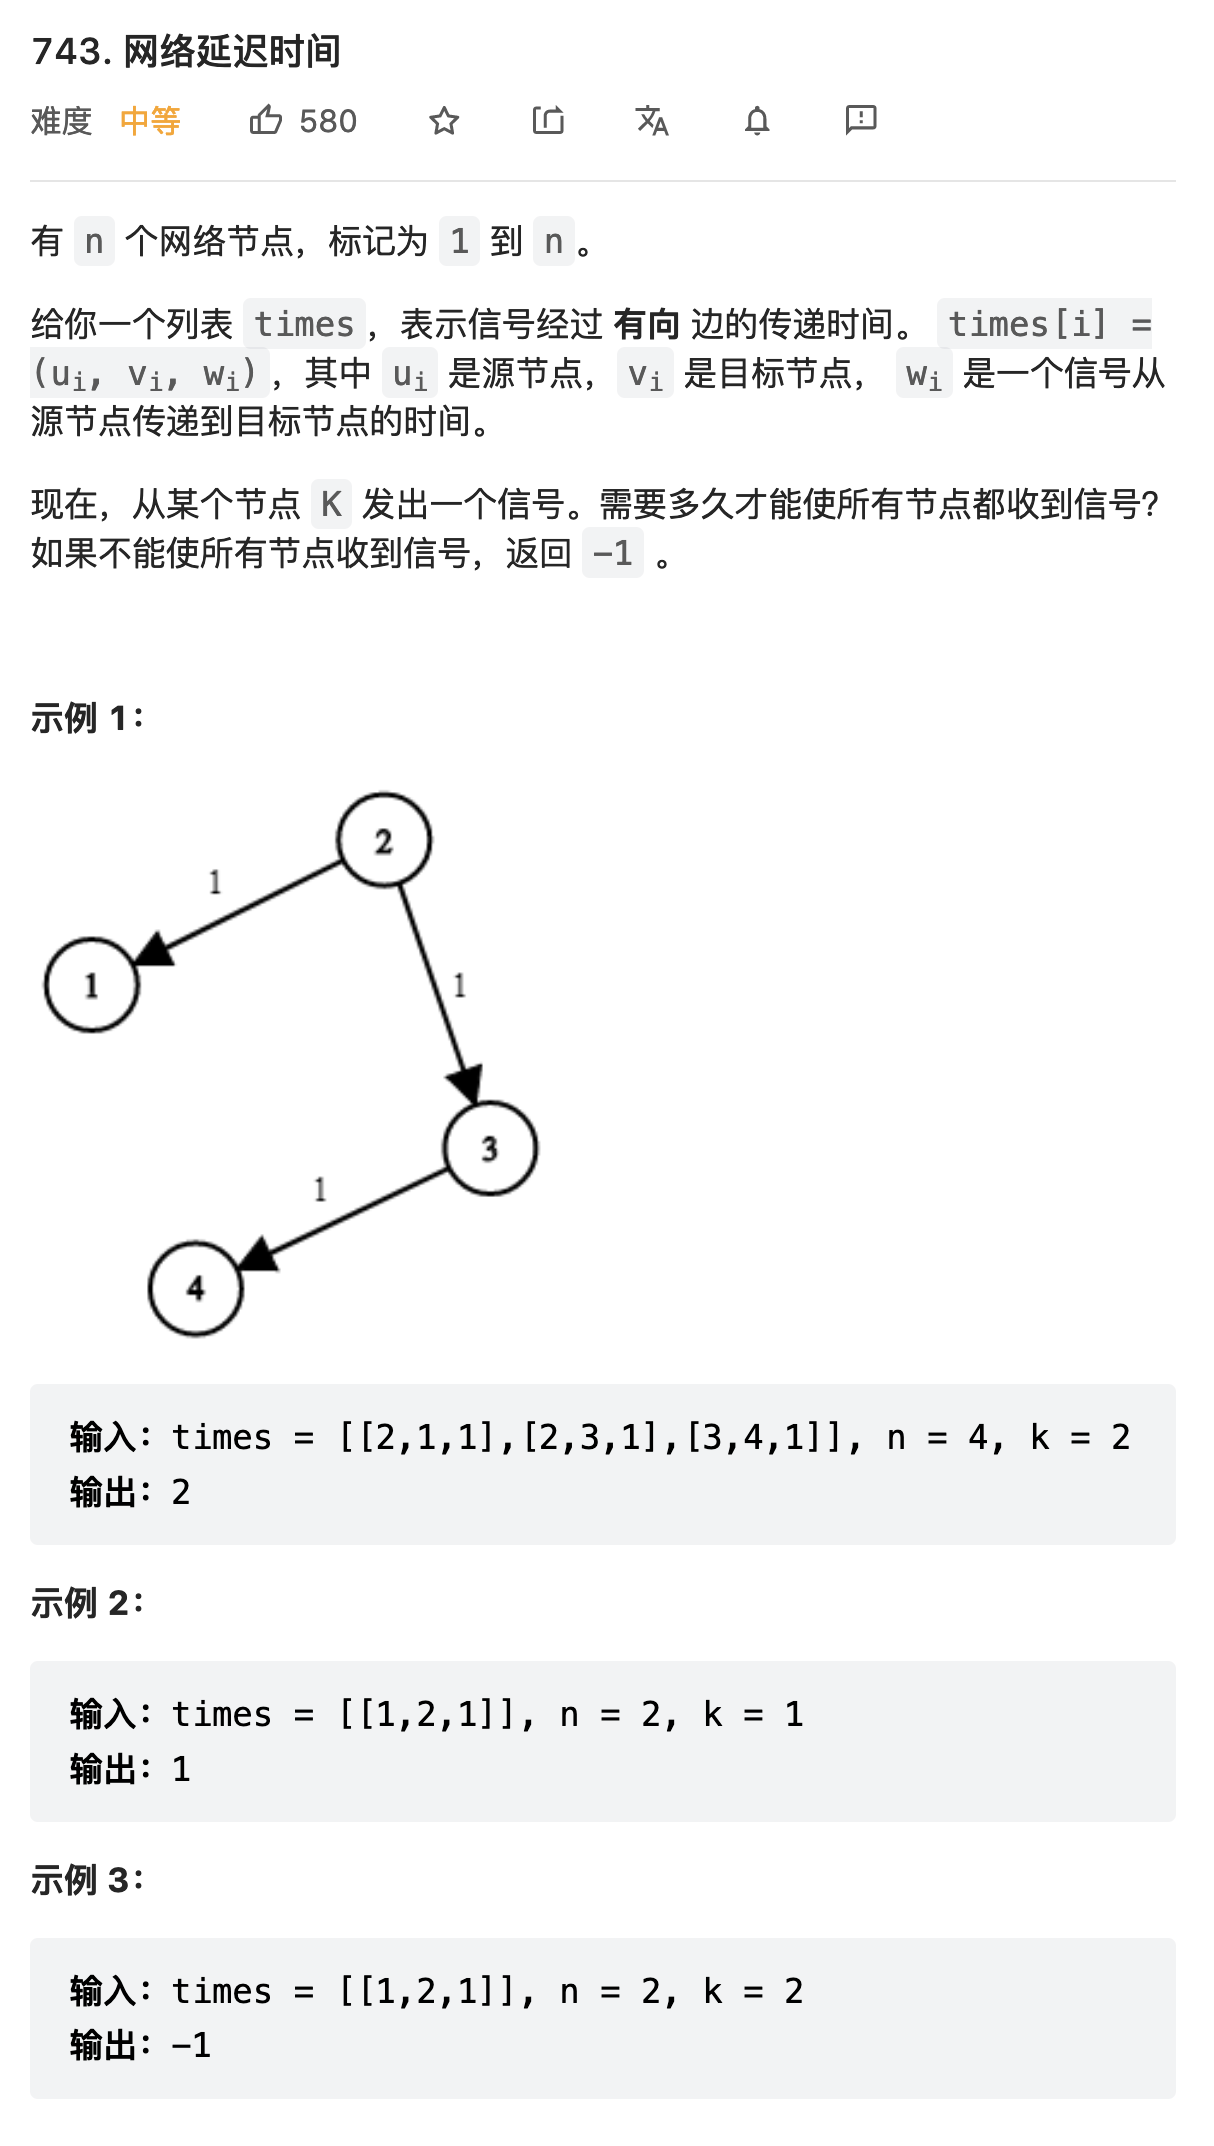 743. 网络延迟时间
难度 中等 580
有 n 个网络节点，标记为 1 到 n。
给你一个列表 times，表示信号经过 有向 边的传递时间。 times[i] =
(ui, vi, wi)，其中 ui 是源节点， vi 是目标节点， wi 是一个信号从
源节点传递到目标节点的时间。
现在，从某个节点 K 发出一个信号。需要多久才能使所有节点都收到信号？
如果不能使所有节点收到信号，返回 -1 。
示例 1：
2
1
1
1
3
1
4
输入：times = [[2,1,1],[2,3,1],[3,4,1]], n = 4, k = 2
输出：2
示例 2：
输入：times = [[1,2,1]], n = 2, k = 1
输出：1
示例 3：
输入：times = [[1,2,1]], n = 2, k = 2
输出：-1